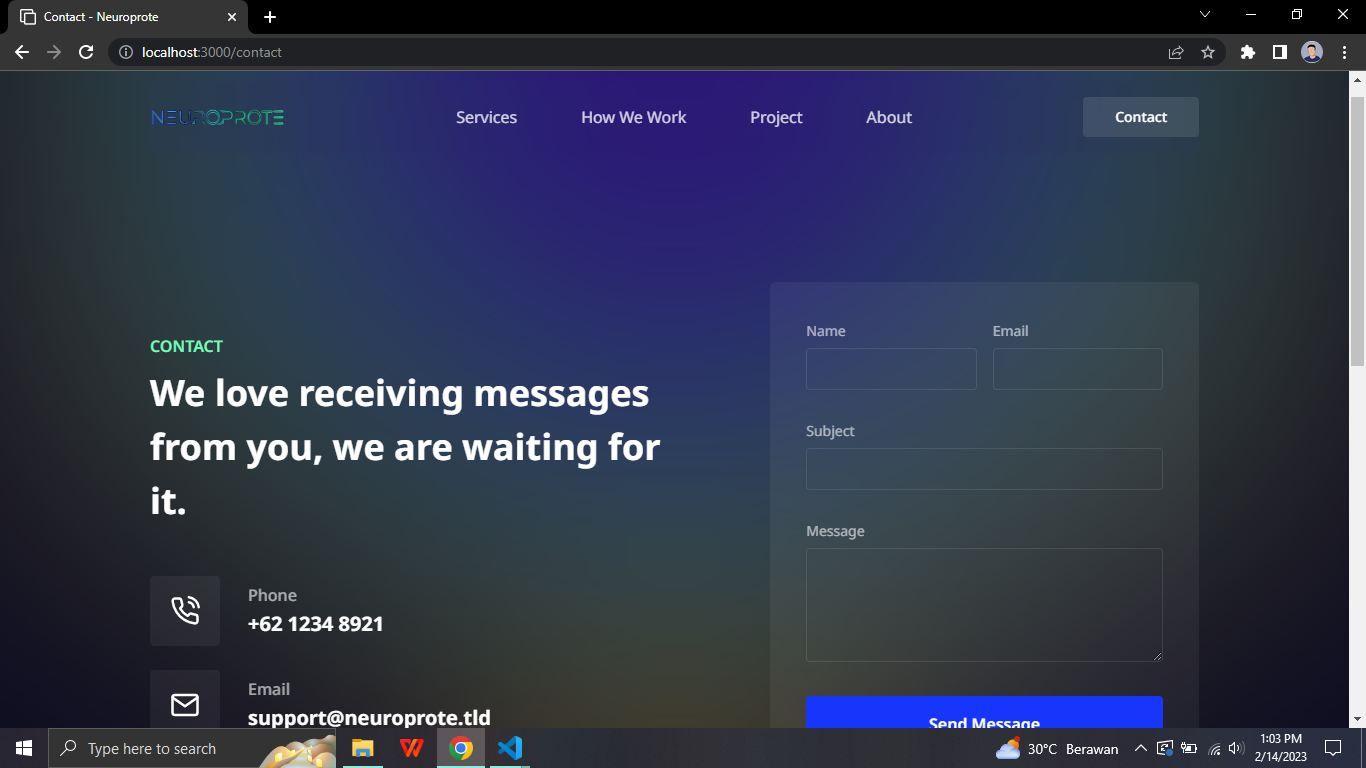 Contact - Neuroprote
localhost:3000/contact
NEUROPROTE
Services
How We Work
Project
About
Contact
CONTACT
We love receiving messages
from you, we are waiting for
it.
Phone
+62 1234 8921
Email
support@neuroprote.tld
Name
Email
Subject
Message
Send Message
Type here to search
30°C Berawan
1:03 PM
2/14/2023